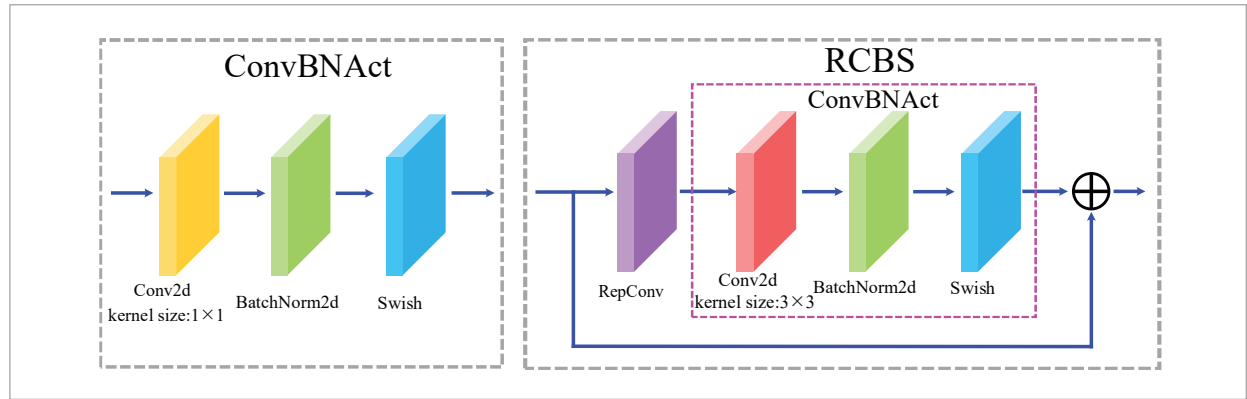 ConvBNAct
Conv2d
kernel size:1×1
BatchNorm2d
Swish
RCBS
ConvBNAct
RepConv
Conv2d
kernel size:3×3
BatchNorm2d
Swish